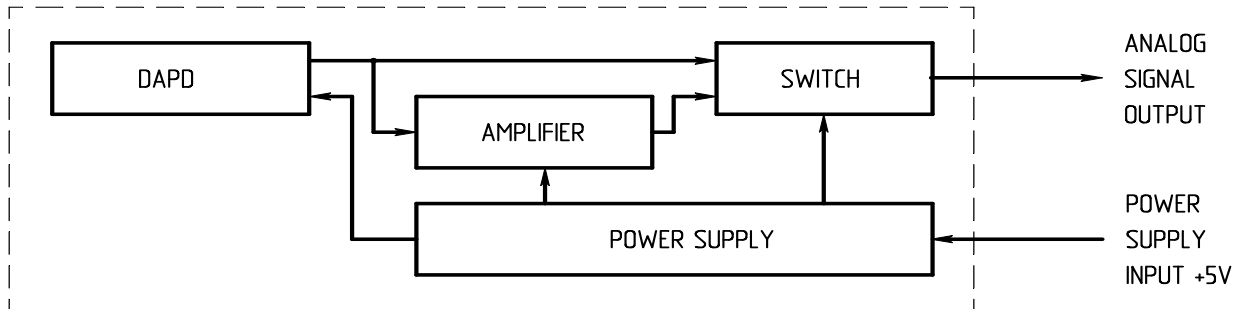 DAPD
SWITCH
ANALOG
SIGNAL
OUTPUT
AMPLIFIER
POWER SUPPLY
POWER
SUPPLY
INPUT +5V